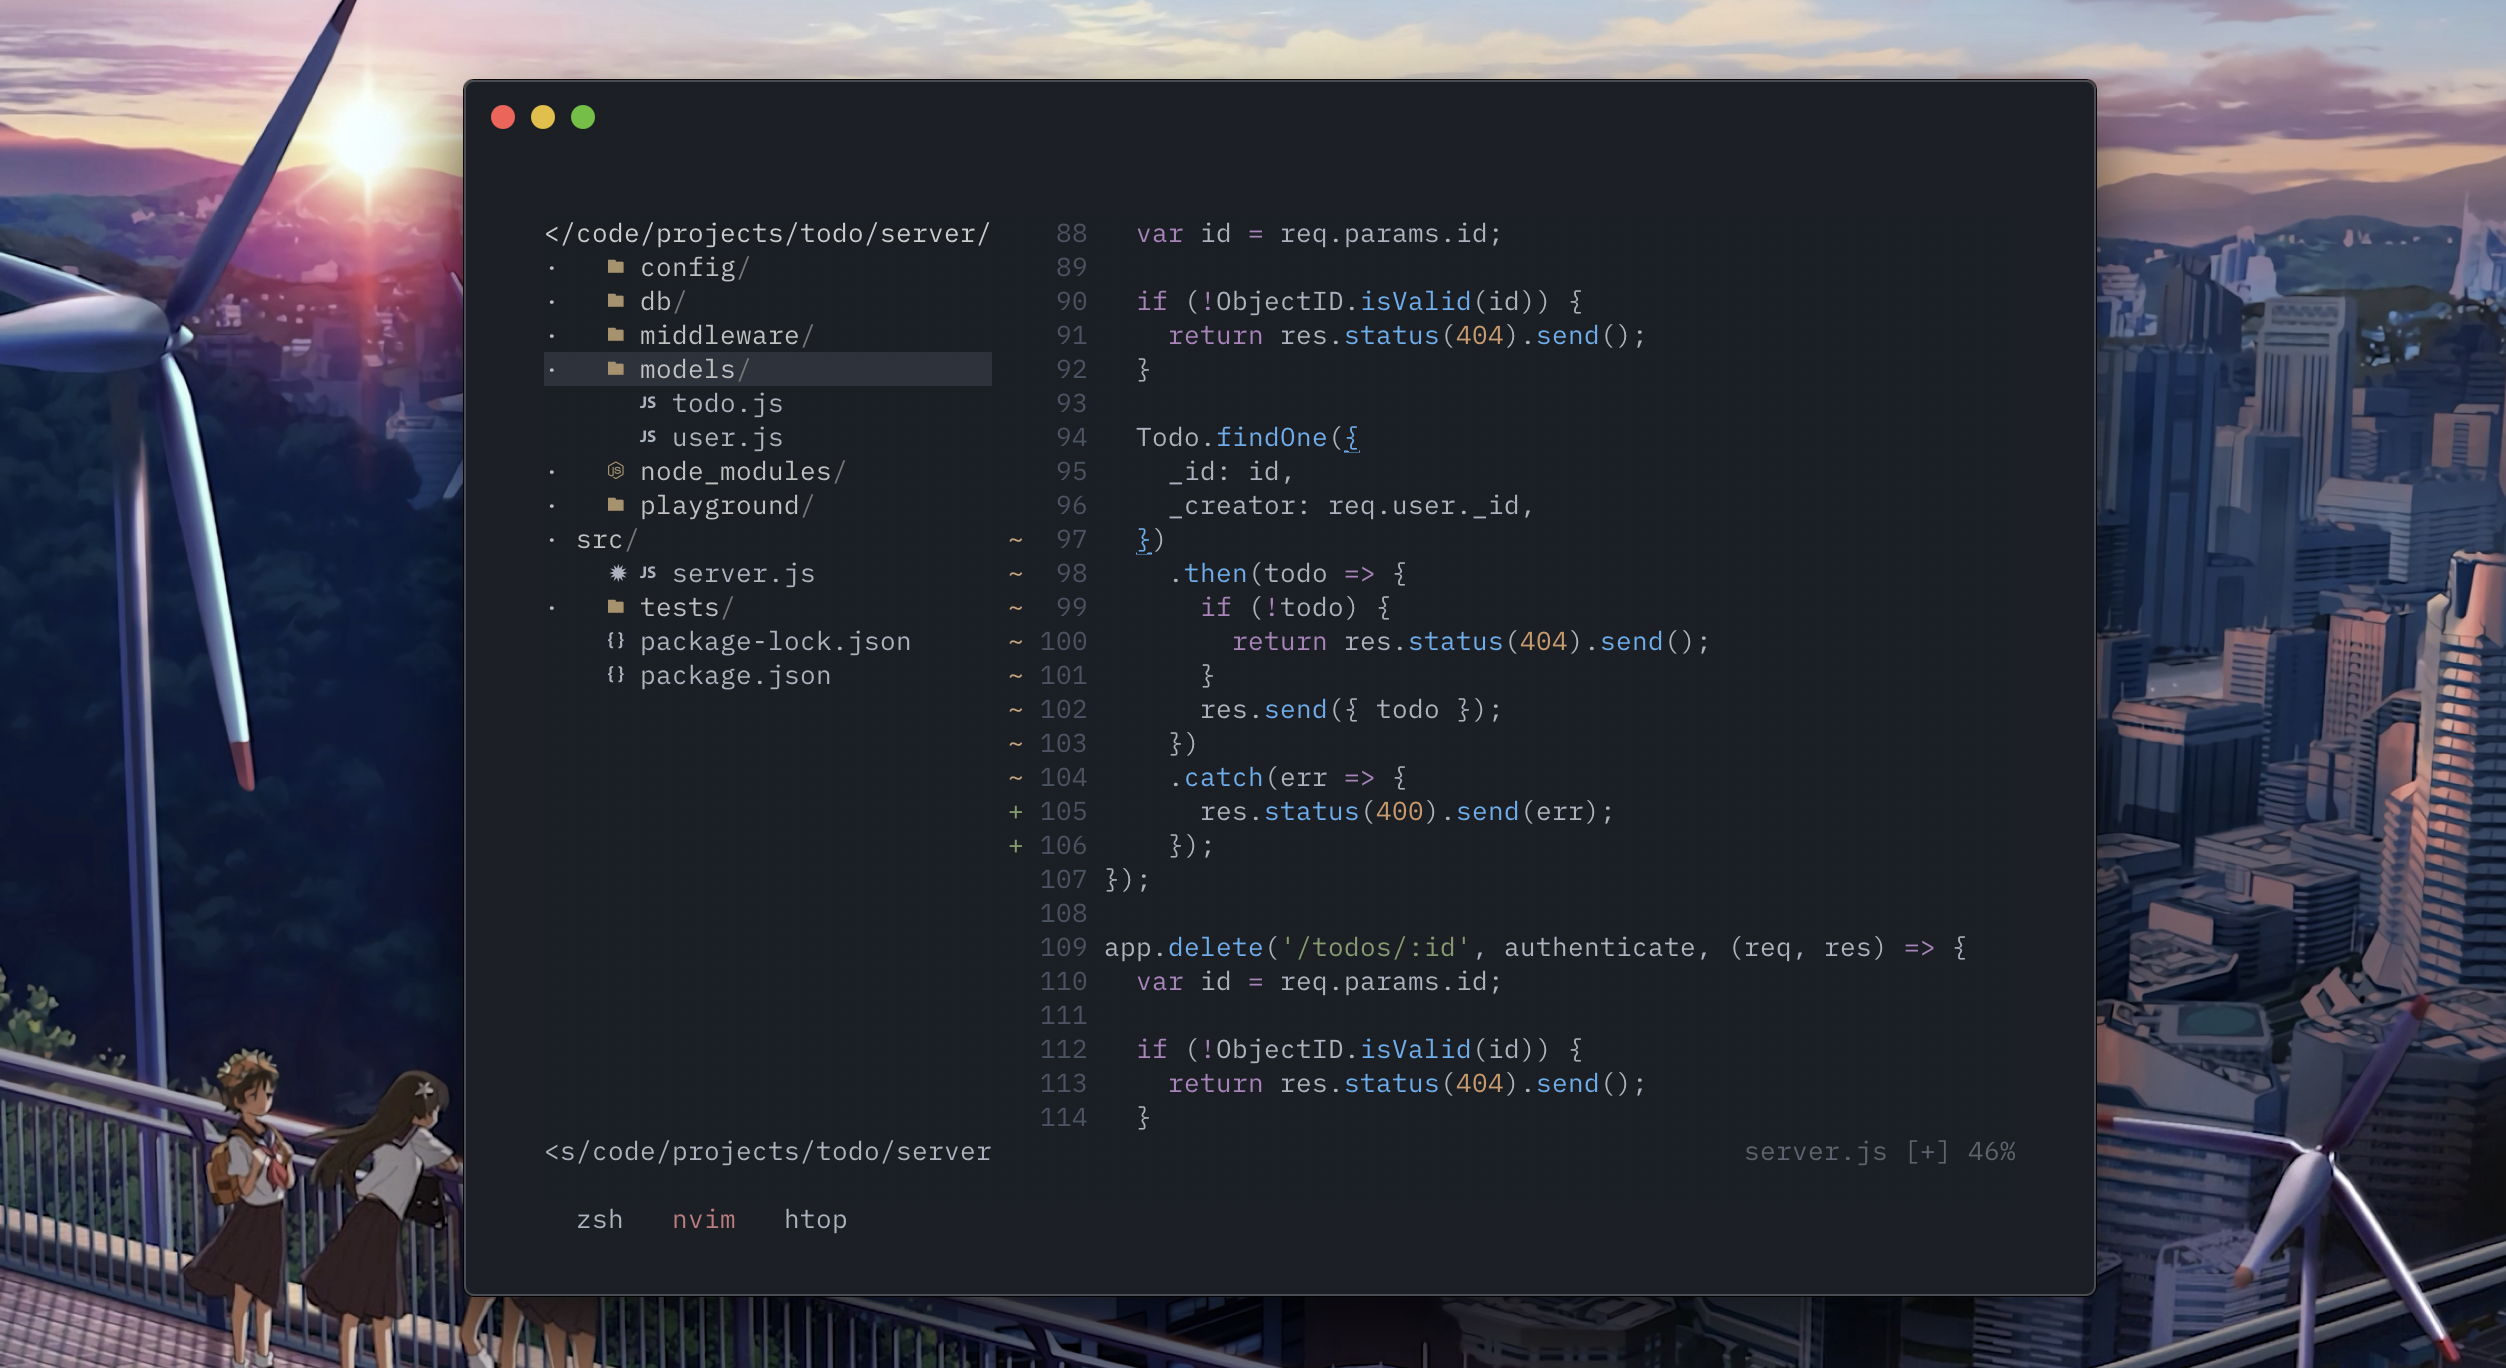 </code/projects/todo/server/
· config/
· db/
· middleware/
· models/
JS todo.js
JS user.js
· JS node_modules/
· playground/
· src/
✹ JS server.js
· tests/
{} package-lock.json
{} package.json
<s/code/projects/todo/server
88   var id = req.params.id;
89
90   if (!ObjectID.isValid(id)) {
91     return res.status(404).send();
92   }
93
94   Todo.findOne({
95     _id: id,
96     _creator: req.user._id,
~ 97   })
~ 98     .then(todo => {
~ 99       if (!todo) {
~ 100         return res.status(404).send();
~ 101       }
~ 102       res.send({ todo });
~ 103     })
~ 104     .catch(err => {
+ 105       res.status(400).send(err);
+ 106     });
107 });
108
109 app.delete('/todos/:id', authenticate, (req, res) => {
110   var id = req.params.id;
111
112   if (!ObjectID.isValid(id)) {
113     return res.status(404).send();
114   }
server.js [+] 46%
zsh nvim htop